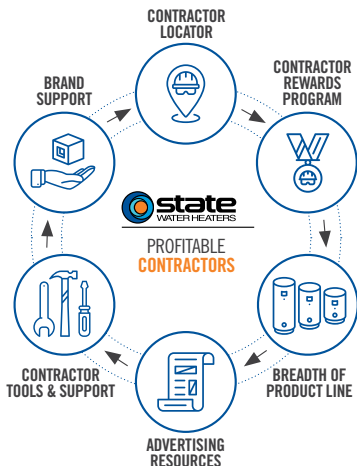 CONTRACTOR
LOCATOR
CONTRACTOR
REWARDS
PROGRAM
BRAND
SUPPORT
state
WATER HEATERS
PROFITABLE
CONTRACTORS
CONTRACTOR
TOOLS & SUPPORT
BREADTH OF
PRODUCT LINE
ADVERTISING
RESOURCES